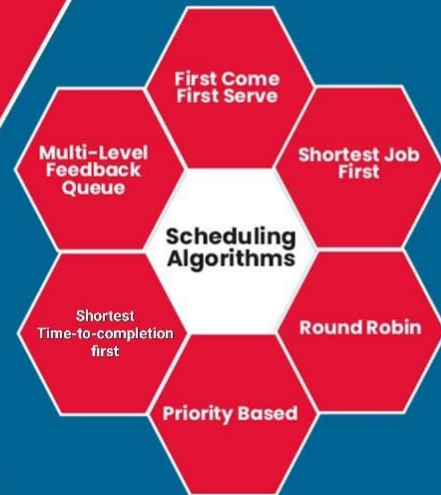 First Come
First Serve
Multi-Level
Feedback
Queue
Shortest Job
First
Scheduling
Algorithms
Shortest
Time-to-completion
first
Round Robin
Priority Based